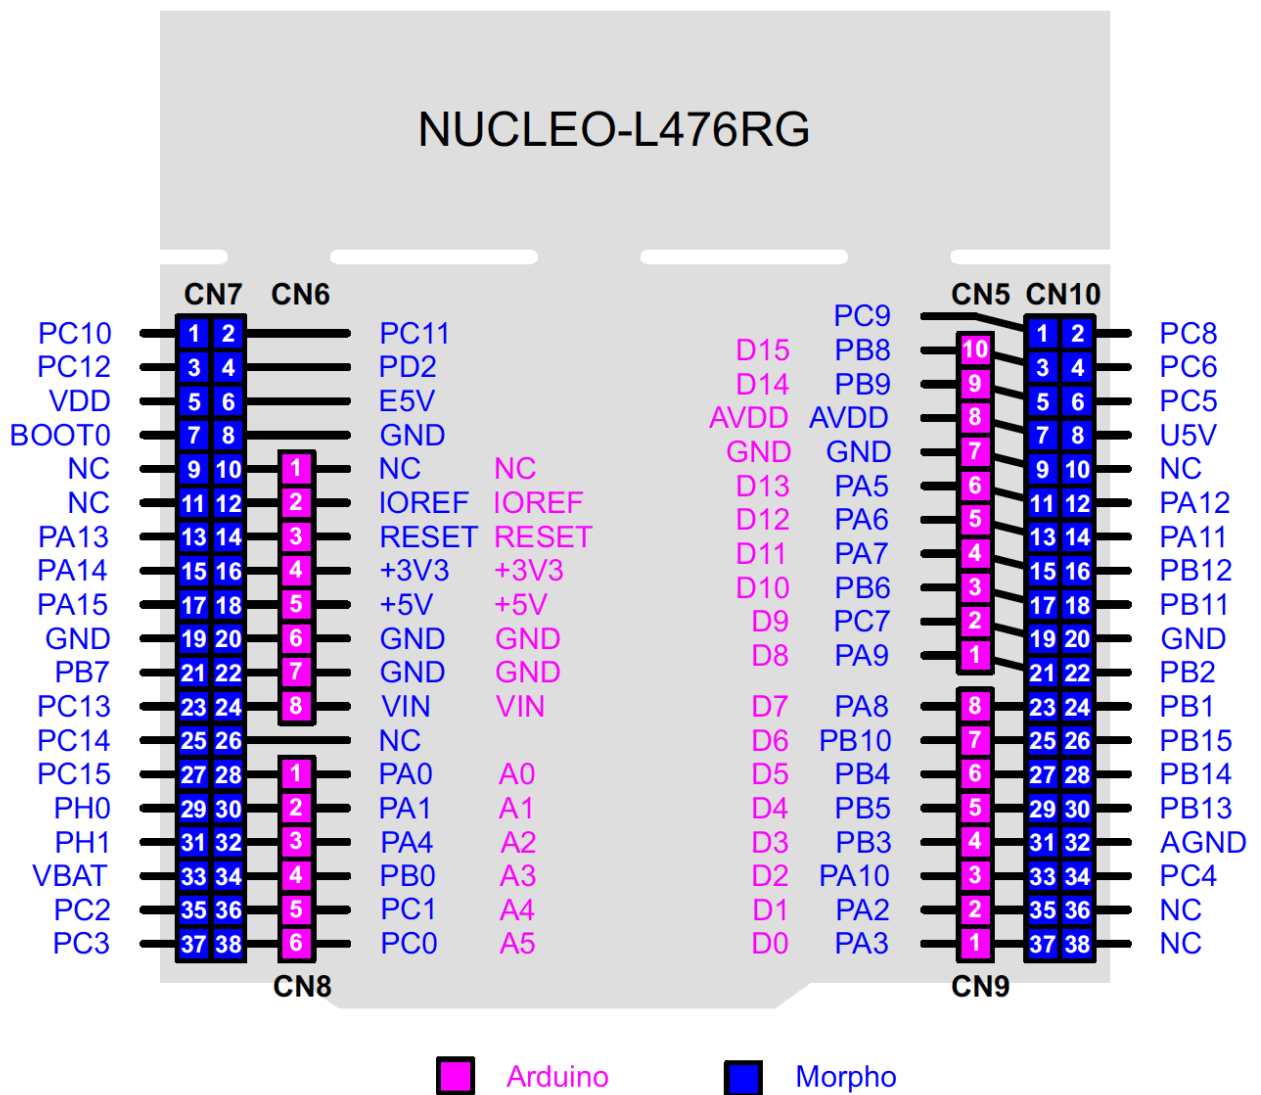 NUCLEO-L476RG
CN7 CN6 CN5 CN10
PC9
PC10 1 2 PC11 1 2 PC8
D15 PB8 10
PC12 3 4 PD2 3 4 PC6
D14 PB9 9
VDD 5 6 E5V 5 6 PC5
AVDD AVDD 8
BOOT0 7 8 GND 7 8 U5V
GND GND 7
NC 9 10 1 NC NC 9 10 NC
D13 PA5 6
NC 11 12 2 IOREF IOREF 11 12 PA12
D12 PA6 5
PA13 13 14 3 RESET RESET 13 14 PA11
D11 PA7 4
PA14 15 16 4 +3V3 +3V3 15 16 PB12
D10 PB6 3
PA15 17 18 5 +5V +5V 17 18 PB11
D9 PC7 2
GND 19 20 6 GND GND 19 20 GND
D8 PA9 1
PB7 21 22 7 GND GND 21 22 PB2
PC13 23 24 8 VIN VIN D7 PA8 8 23 24 PB1
PC14 25 26 NC D6 PB10 7 25 26 PB15
PC15 27 28 1 PA0 A0 D5 PB4 6 27 28 PB14
PH0 29 30 2 PA1 A1 D4 PB5 5 29 30 PB13
PH1 31 32 3 PA4 A2 D3 PB3 4 31 32 AGND
VBAT 33 34 4 PB0 A3 D2 PA10 3 33 34 PC4
PC2 35 36 5 PC1 A4 D1 PA2 2 35 36 NC
PC3 37 38 6 PC0 A5 D0 PA3 1 37 38 NC
CN8 CN9
Arduino Morpho